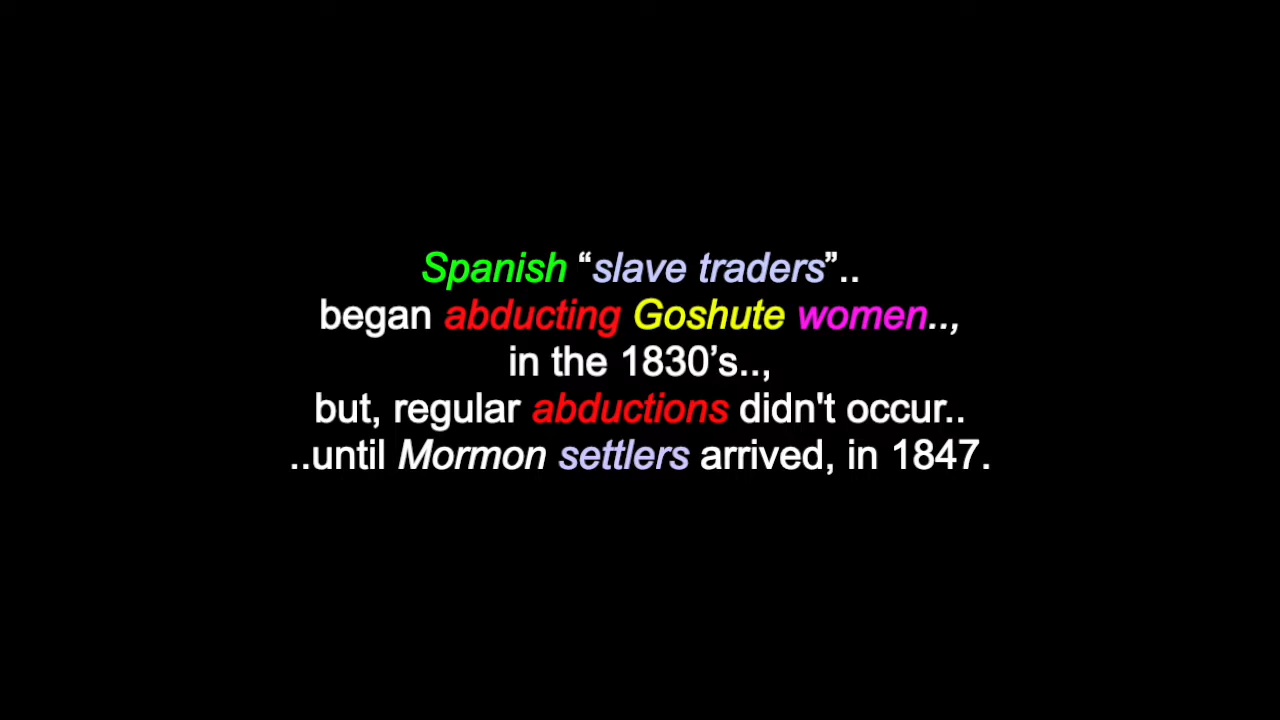 Spanish “slave traders”..
began abducting Goshute women..,
in the 1830’s..,
but, regular abductions didn't occur..
..until Mormon settlers arrived, in 1847.